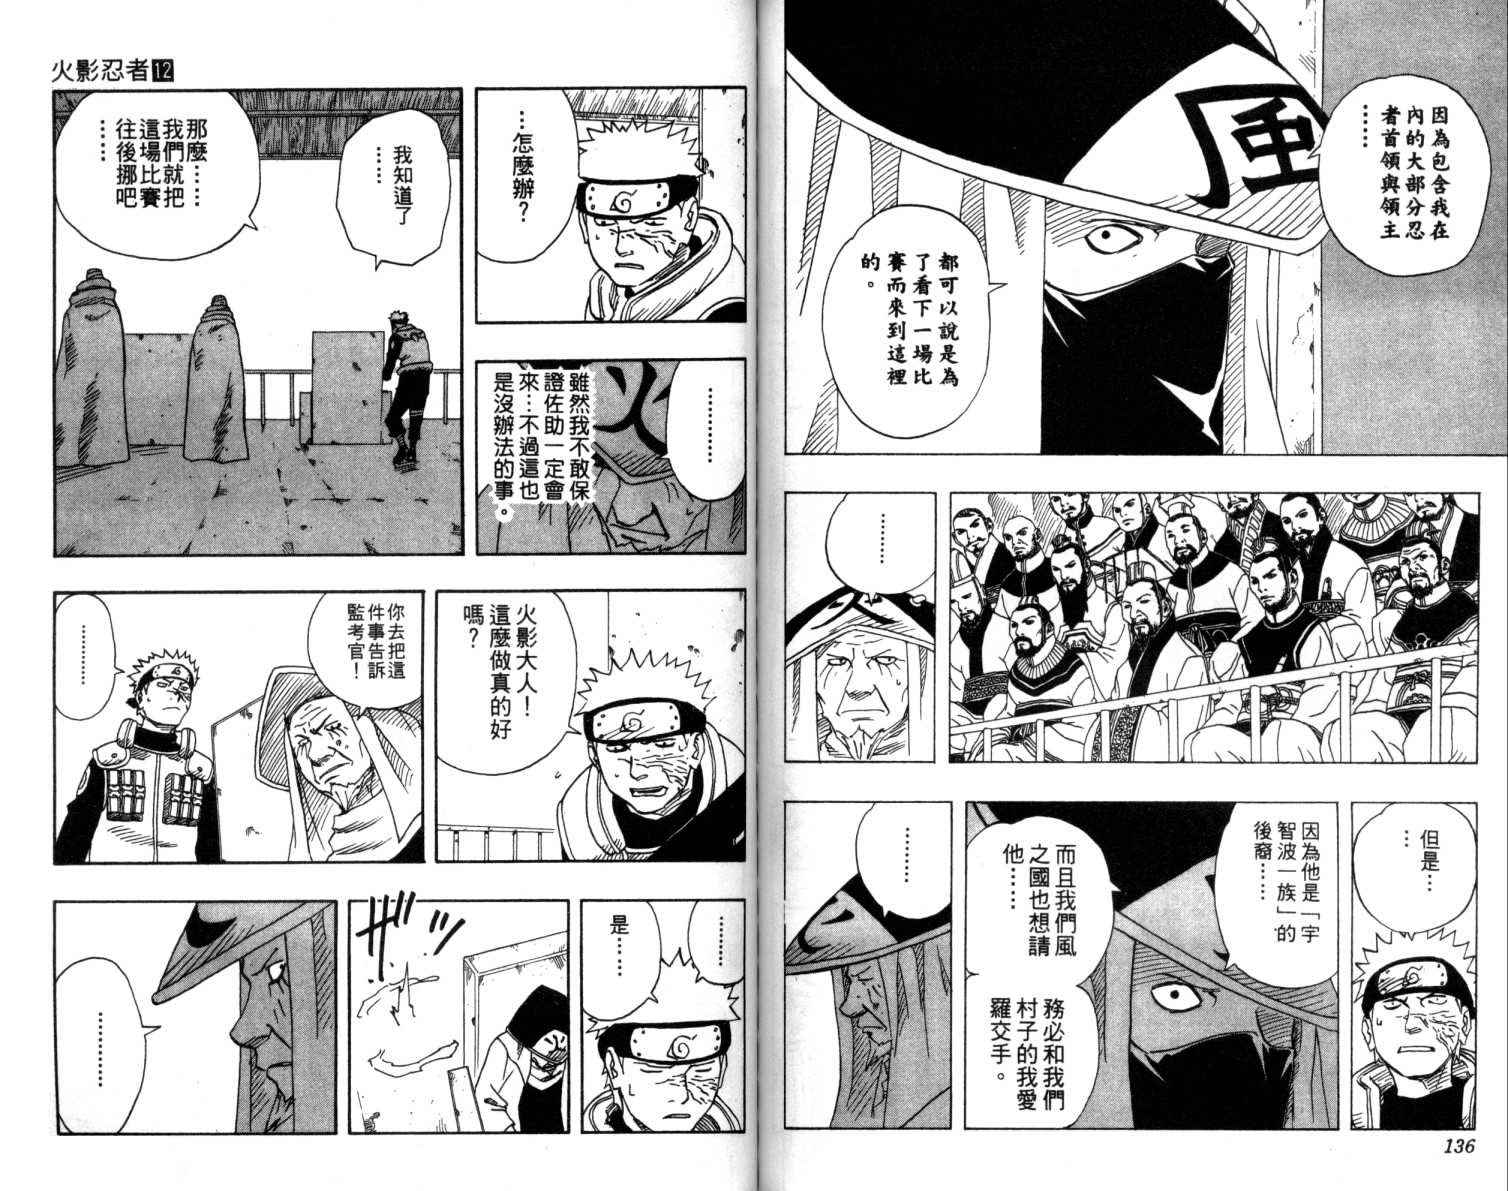 因為包含我在
內的大部分忍
者首領與領主
……
風
都可以說是為
了看下一場比
賽而來到這裡
的。
……
但是…
…
因為他是「宇
智波一族」的
後裔……
而且我們風
之國也想請
他……
務必和我們
村子的我愛
羅交手。
……
136
火影忍者12
…怎麼辦？
……
火
雖然我不敢保
證佐助一定會
來…不過這也
是沒辦法的事。
我知道了
……
那麼……
我們就把
這場比賽
往後挪吧
……
火影大人！
這麼做真的好
嗎？
你去把這
件事告訴
監考官！
……
……
是……
……